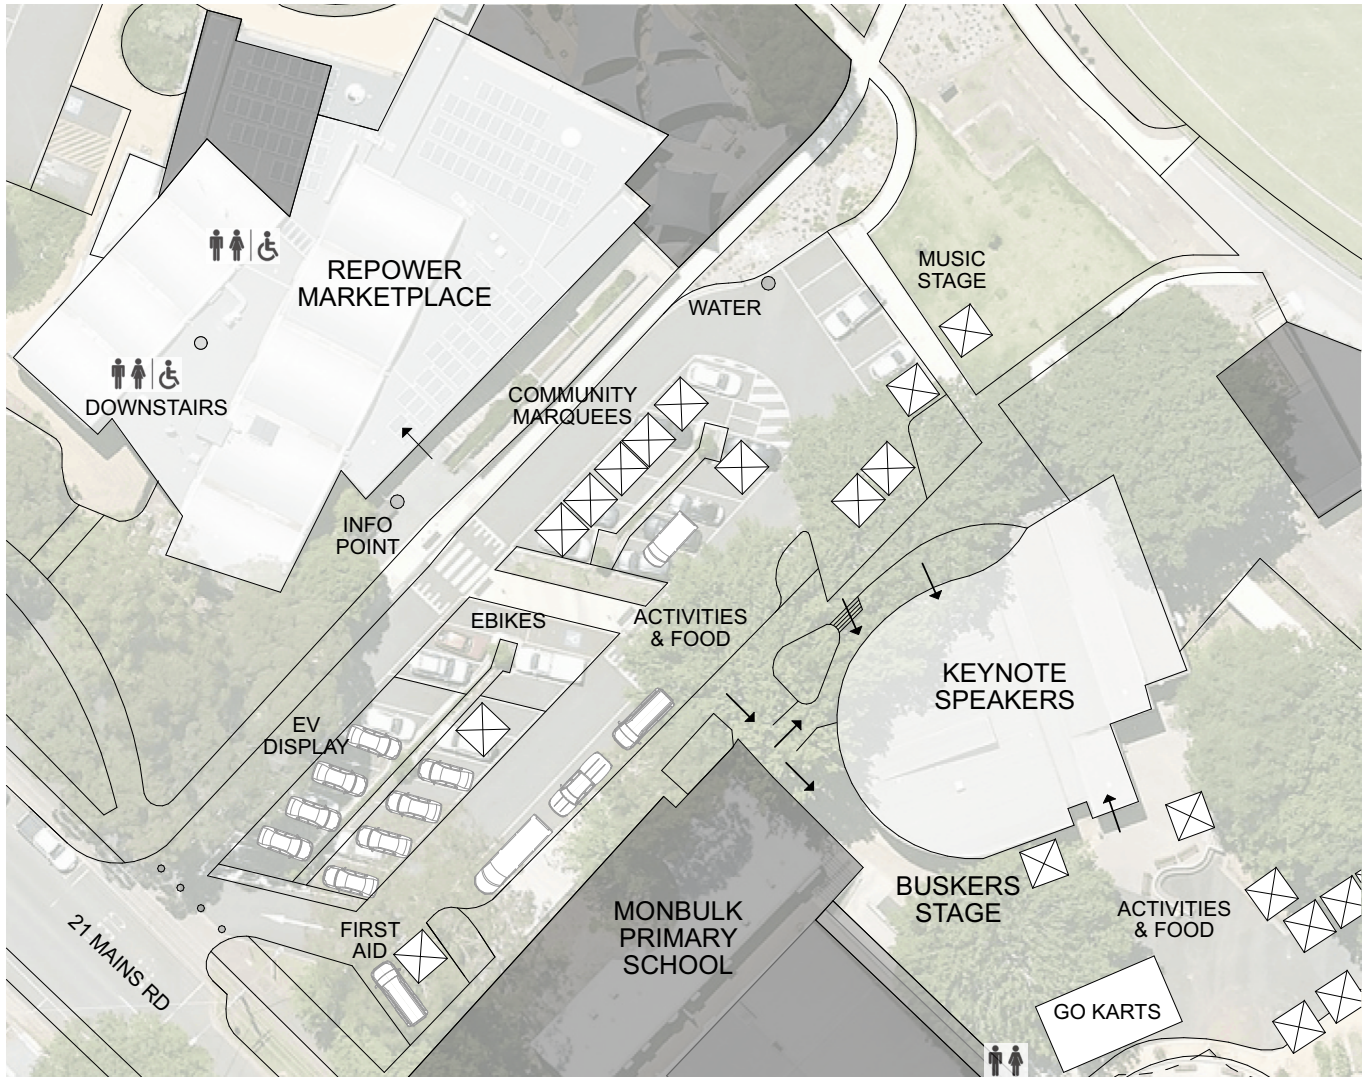 REPOWER
MARKETPLACE
MUSIC
STAGE
WATER
DOWNSTAIRS
COMMUNITY
MARQUEES
INFO
POINT
EBIKES
ACTIVITIES
& FOOD
KEYNOTE
SPEAKERS
EV
DISPLAY
BUSKERS
STAGE
MONBULK
PRIMARY
SCHOOL
ACTIVITIES
& FOOD
FIRST
AID
21 MAINS RD
GO KARTS